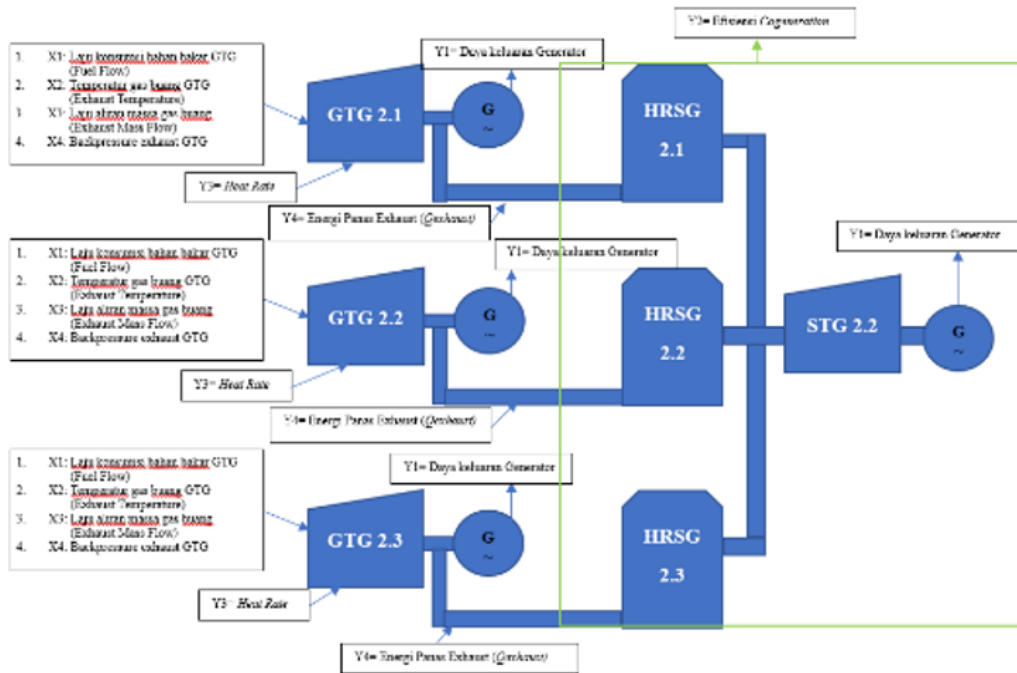 Y2= Efisiensi Cogeneration
1. X1: Laju konsumsi bahan bakar GTG
(Fuel Flow)
2. X2: Temperatur gas buang GTG
(Exhaust Temperature)
3. X3: Laju aliran massa gas buang
(Exhaust Mass Flow)
4. X4: Backpressure exhaust GTG
Y1= Daya keluaran Generator
GTG 2.1
G
~
HRSG
2.1
Y3= Heat Rate
Y4= Energi Panas Exhaust (Qexhaust)
1. X1: Laju konsumsi bahan bakar GTG
(Fuel Flow)
2. X2: Temperatur gas buang GTG
(Exhaust Temperature)
3. X3: Laju aliran massa gas buang
(Exhaust Mass Flow)
4. X4: Backpressure exhaust GTG
Y1= Daya keluaran Generator
GTG 2.2
G
~
HRSG
2.2
Y3= Heat Rate
Y4= Energi Panas Exhaust (Qexhaust)
Y1= Daya keluaran Generator
STG 2.2
G
~
1. X1: Laju konsumsi bahan bakar GTG
(Fuel Flow)
2. X2: Temperatur gas buang GTG
(Exhaust Temperature)
3. X3: Laju aliran massa gas buang
(Exhaust Mass Flow)
4. X4: Backpressure exhaust GTG
Y1= Daya keluaran Generator
GTG 2.3
G
~
HRSG
2.3
Y3= Heat Rate
Y4= Energi Panas Exhaust (Qexhaust)